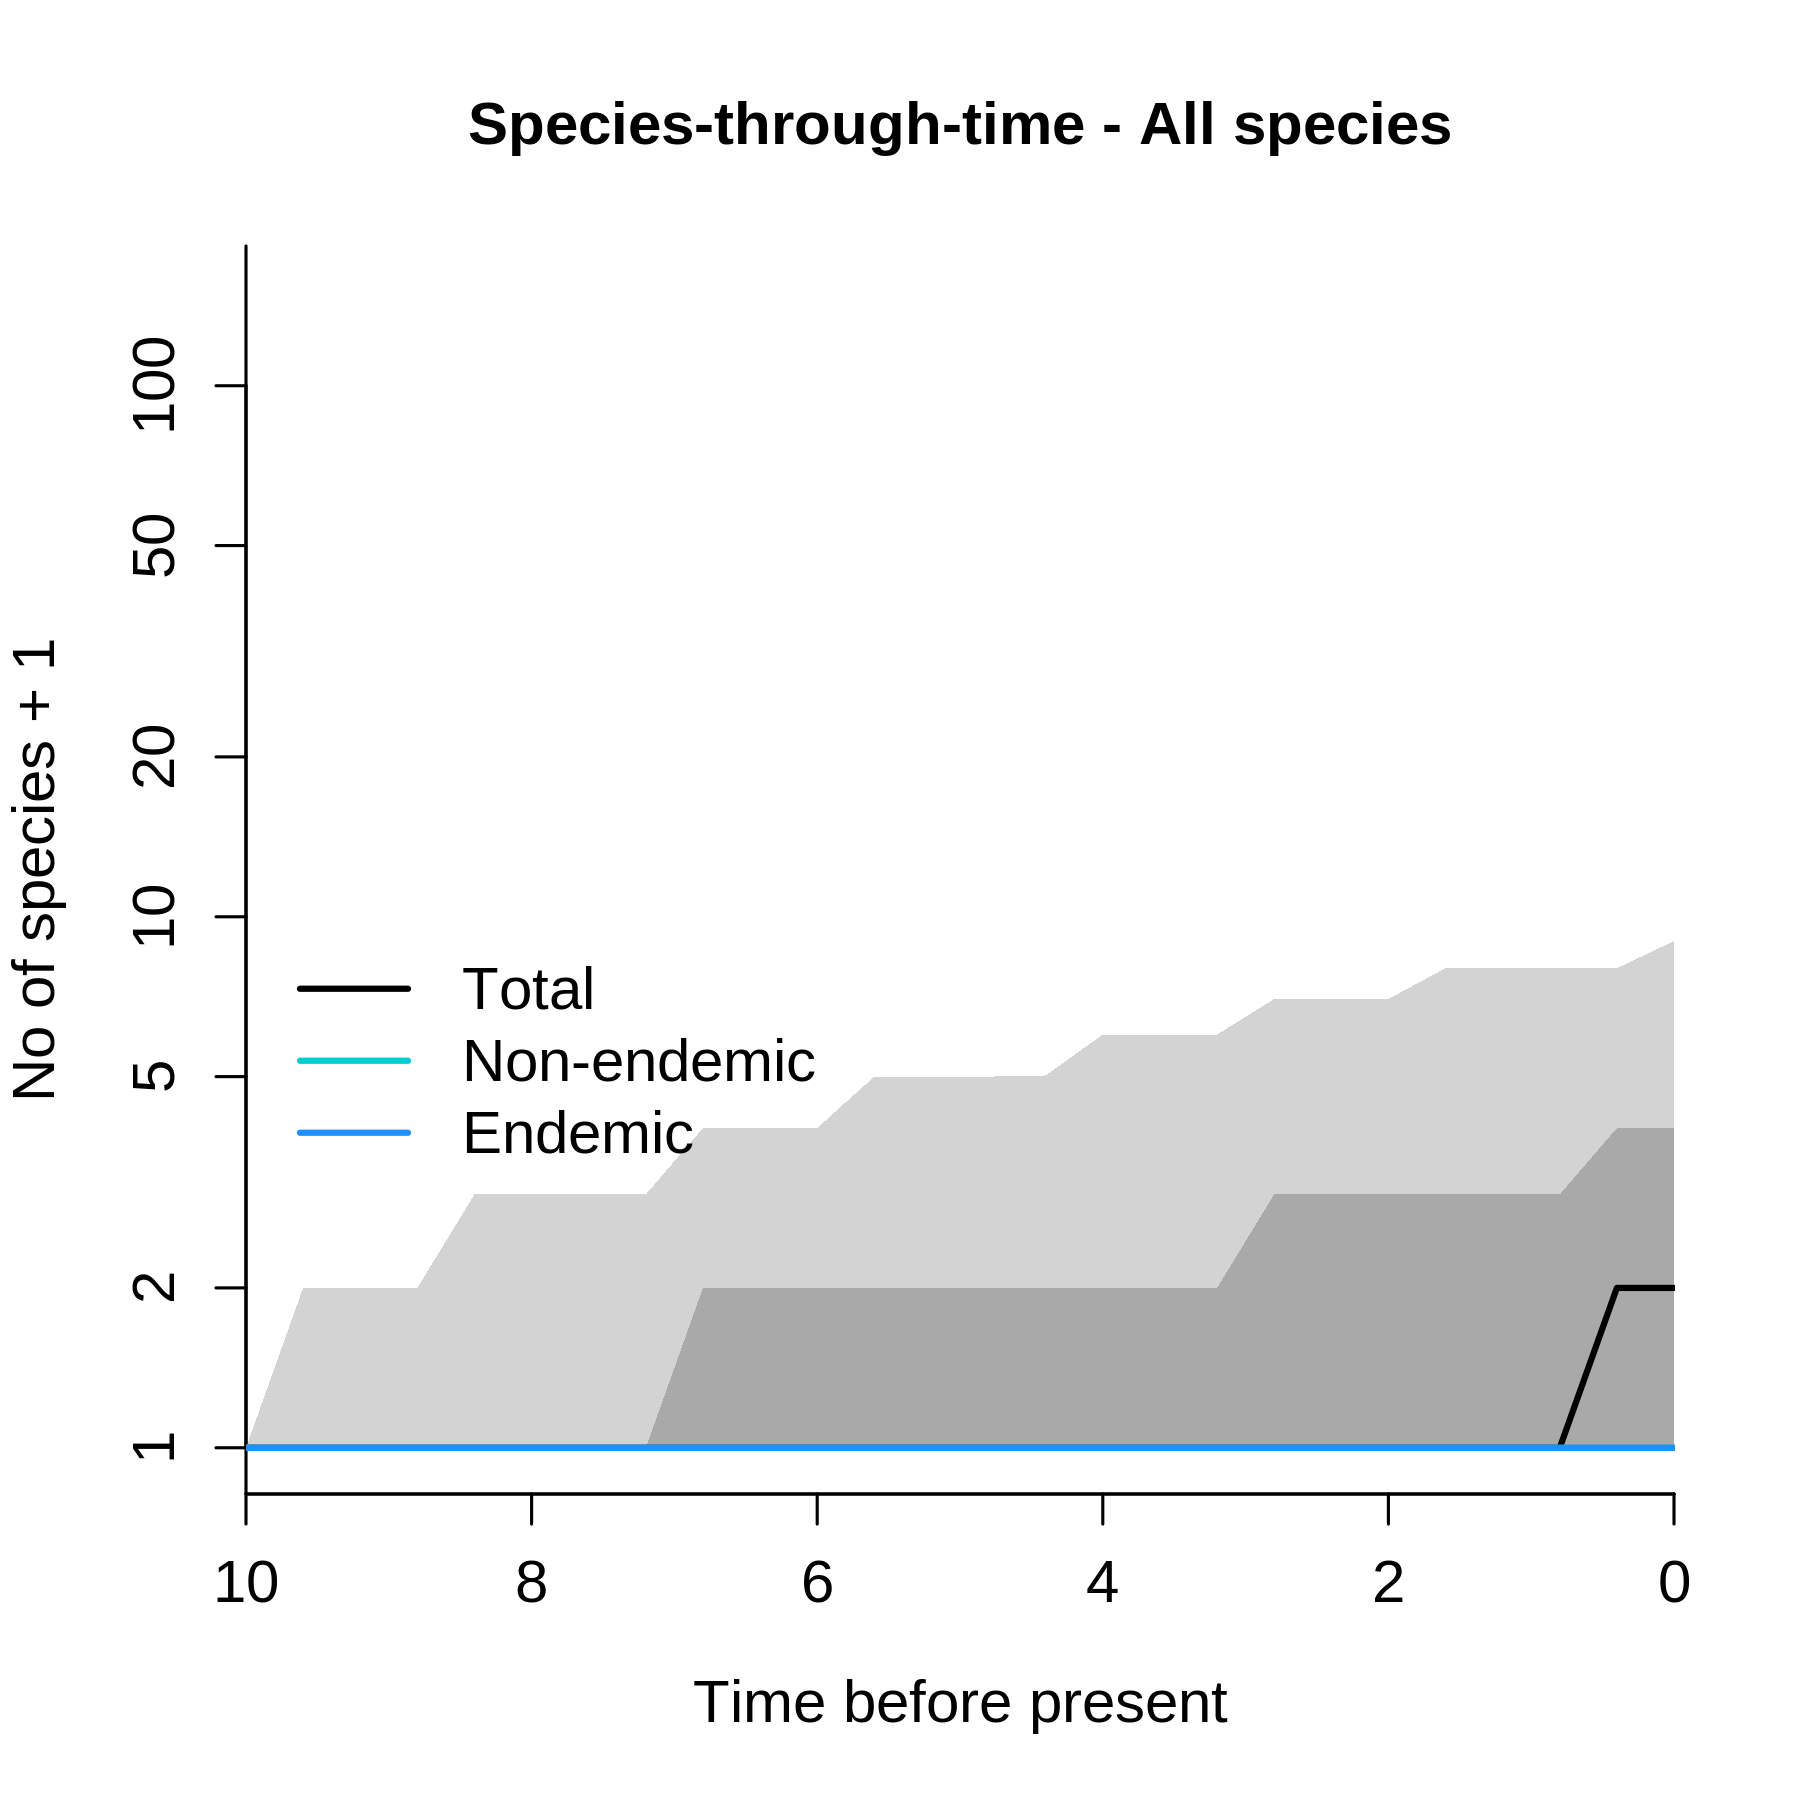 Species-through-time - All species
No of species + 1
100
50
20
10
5
2
1
Total
Non-endemic
Endemic
10 8 6 4 2 0
Time before present